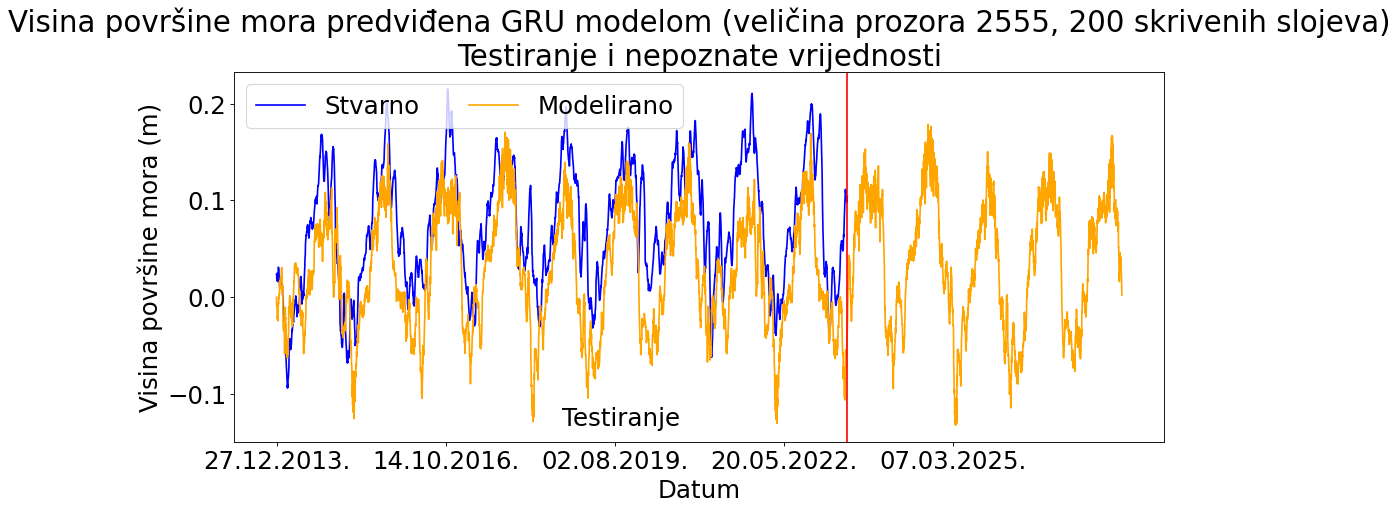 Visina površine mora predviđena GRU modelom (veličina prozora 2555, 200 skrivenih slojeva)
Testiranje i nepoznate vrijednosti
Stvarno
Modelirano
Visina površine mora (m)
0.2
0.1
0.0
−0.1
Testiranje
27.12.2013.
14.10.2016.
02.08.2019.
20.05.2022.
07.03.2025.
Datum